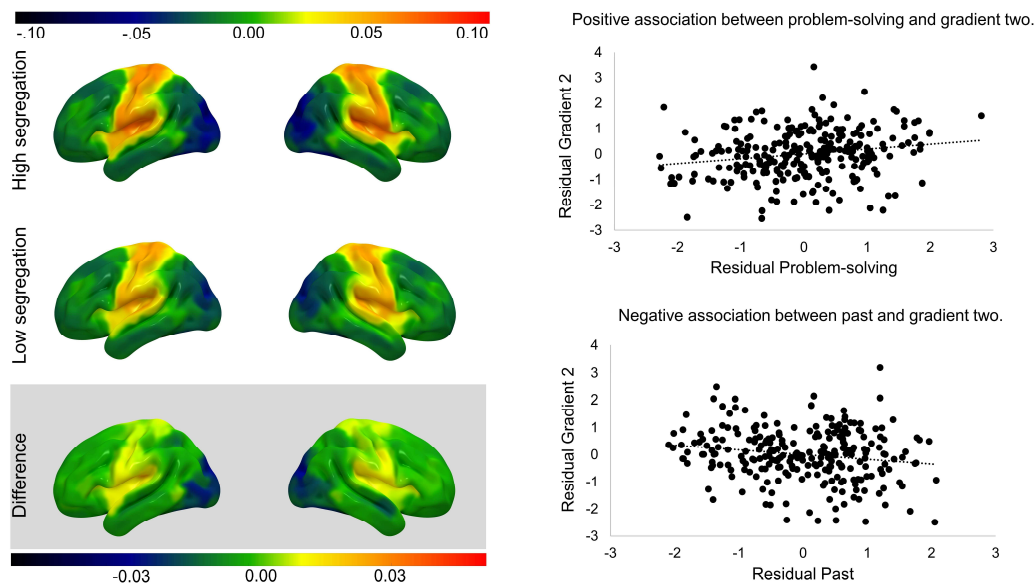 -.10 -.05 0.00 0.05 0.10
High segregation
Low segregation
Difference
-0.03 0.00 0.03
Positive association between problem-solving and gradient two.
Residual Gradient 2
4
3
2
1
0
-1
-2
-3
-3 -2 -1 0 1 2 3
Residual Problem-solving
Negative association between past and gradient two.
Residual Gradient 2
4
3
2
1
0
-1
-2
-3
-3 -2 -1 0 1 2 3
Residual Past